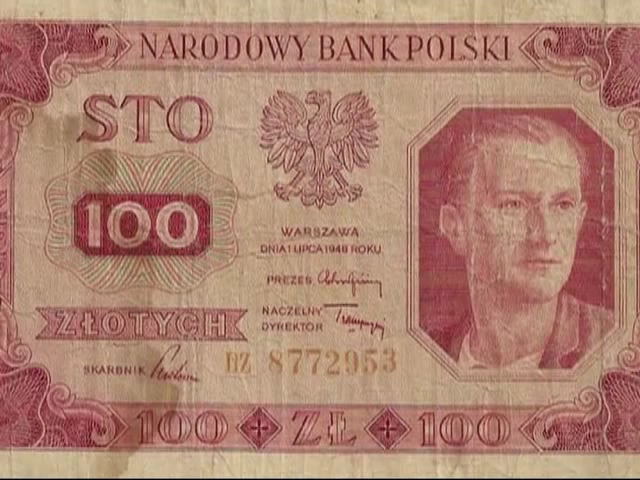 NARODOWY BANK POLSKI
STO
100
ZŁOTYCH
SKARBNIK
WARSZAWA
DNIA 1 LIPCA 1948 ROKU
PREZES
NACZELNY
DYREKTOR
BZ 8772953
100 ZŁ 100